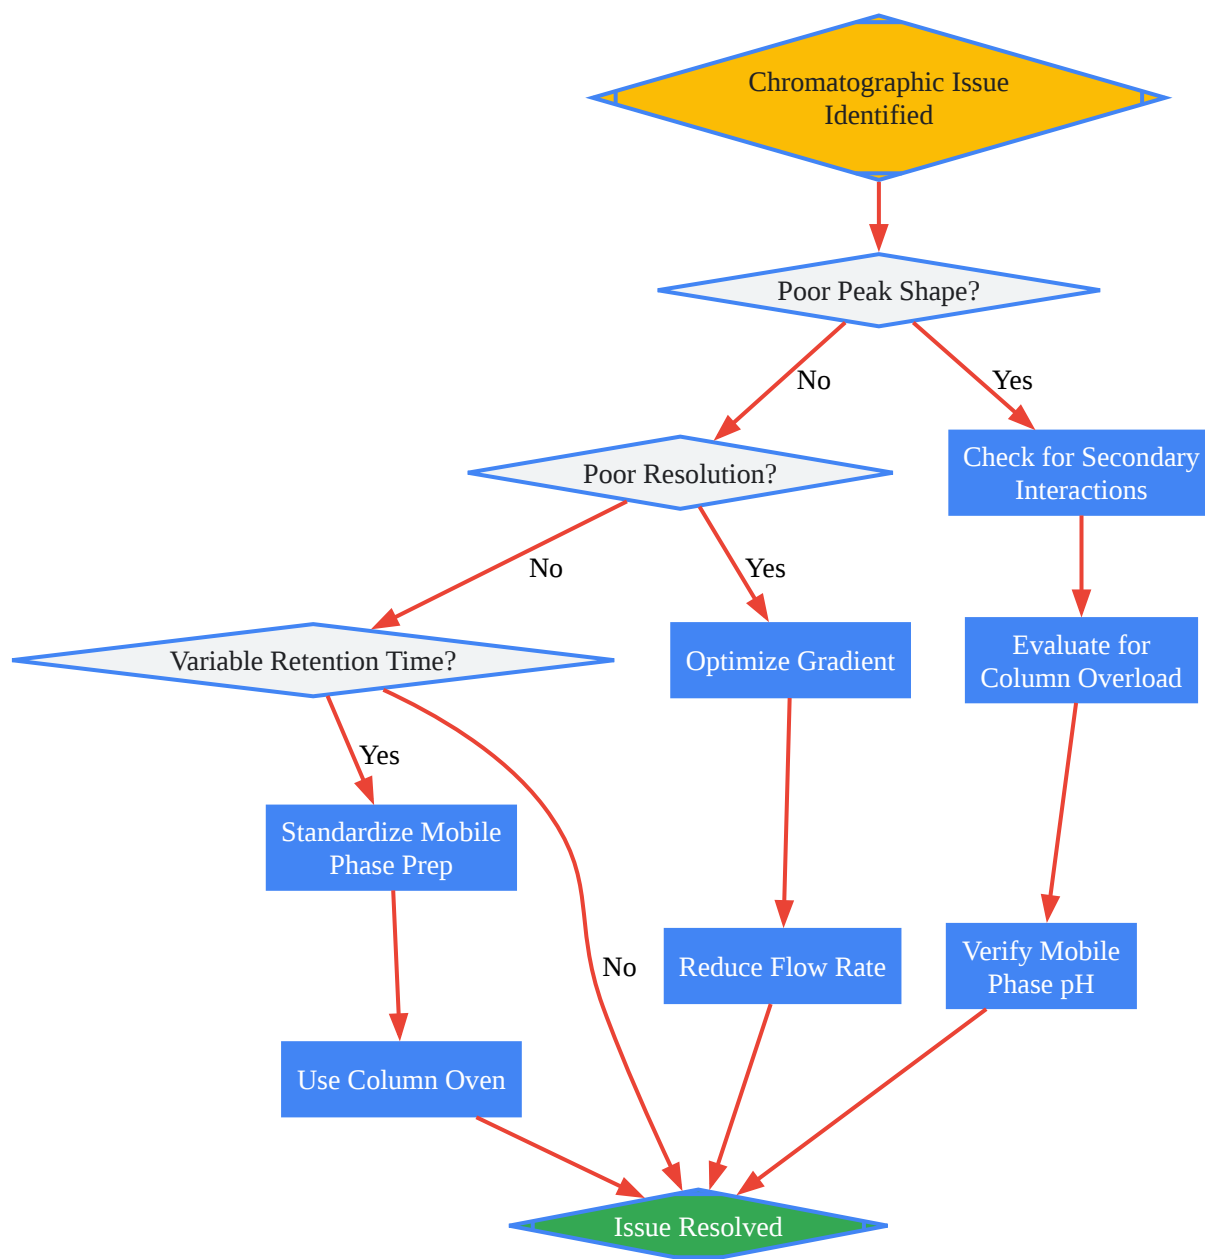 Chromatographic Issue
Identified
Poor Peak Shape?
No
Yes
Poor Resolution?
Check for Secondary
Interactions
No
Yes
Variable Retention Time?
Optimize Gradient
Evaluate for
Column Overload
Yes
Standardize Mobile
Phase Prep
No
Reduce Flow Rate
Verify Mobile
Phase pH
Use Column Oven
Issue Resolved